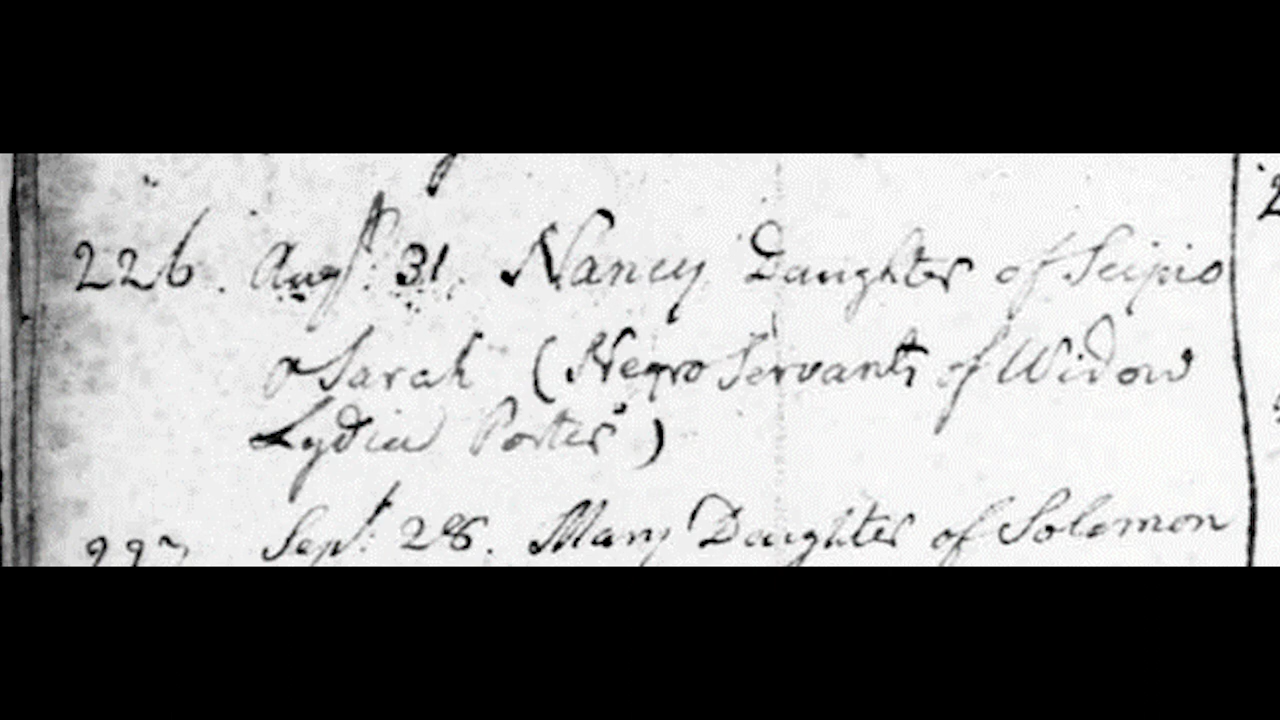 226. Augst. 31. Nancy Daughter of Scipio
& Sarah (Negro Servants of Widow
Lydia Porter)
227 Sept. 28. Mary Daughter of Solomon